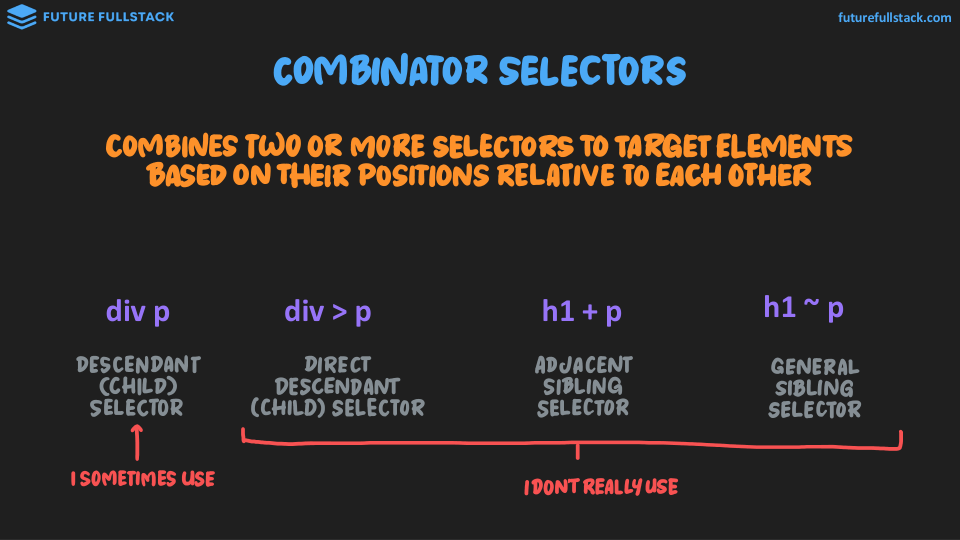 FUTURE FULLSTACK
futurefullstack.com
COMBINATOR SELECTORS
COMBINES TWO OR MORE SELECTORS TO TARGET ELEMENTS
BASED ON THEIR POSITIONS RELATIVE TO EACH OTHER
div p
DESCENDANT
(CHILD)
SELECTOR
I SOMETIMES USE
div > p
DIRECT
DESCENDANT
(CHILD) SELECTOR
h1 + p
ADJACENT
SIBLING
SELECTOR
h1 ~ p
GENERAL
SIBLING
SELECTOR
I DONT REALLY USE